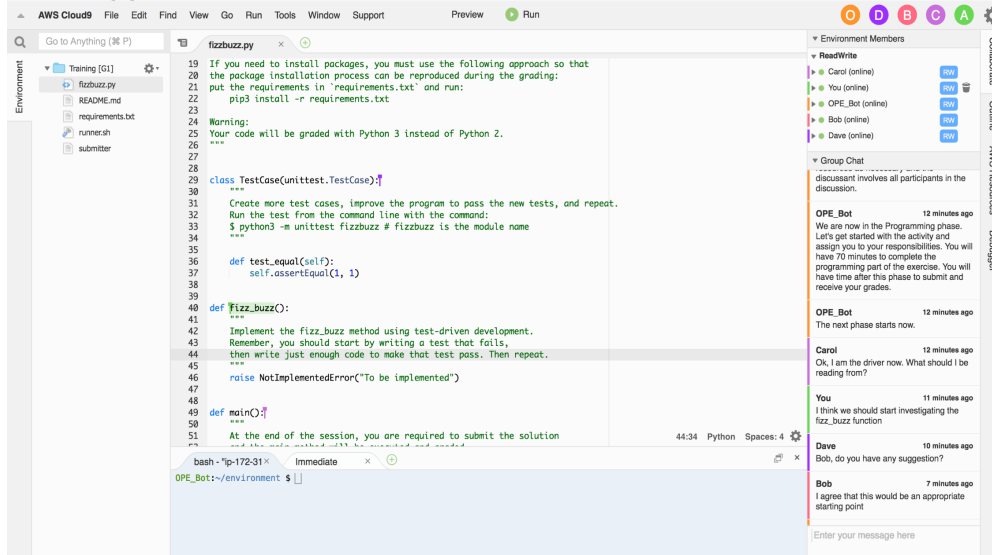 AWS Cloud9 File Edit Find View Go Run Tools Window Support Preview Run O D B C A
Go to Anything (⌘ P)
Environment
Training [G1]
fizzbuzz.py
README.md
requirements.txt
runner.sh
submitter
fizzbuzz.py ×
19 If you need to install packages, you must use the following approach so that
20 the package installation process can be reproduced during the grading:
21 put the requirements in `requirements.txt` and run:
22 pip3 install -r requirements.txt
23
24 Warning:
25 Your code will be graded with Python 3 instead of Python 2.
26 """
27
28
29 class TestCase(unittest.TestCase):
30 """
31 Create more test cases, improve the program to pass the new tests, and repeat.
32 Run the test from the command line with the command:
33 $ python3 -m unittest fizzbuzz # fizzbuzz is the module name
34 """
35
36 def test_equal(self):
37 self.assertEqual(1, 1)
38
39
40 def fizz_buzz():
41 """
42 Implement the fizz_buzz method using test-driven development.
43 Remember, you should start by writing a test that fails,
44 then write just enough code to make that test pass. Then repeat.
45 """
46 raise NotImplementedError("To be implemented")
47
48
49 def main():
50 """
51 At the end of the session, you are required to submit the solution
44:34 Python Spaces: 4
bash - "ip-172-31 × Immediate ×
OPE_Bot:~/environment $
Environment Members
ReadWrite
Carol (online) RW
You (online) RW
OPE_Bot (online) RW
Bob (online) RW
Dave (online) RW
Group Chat
discussant involves all participants in the
discussion.
OPE_Bot 12 minutes ago
We are now in the Programming phase.
Let's get started with the activity and
assign you to your responsibilities. You will
have 70 minutes to complete the
programming part of the exercise. You will
have time after this phase to submit and
receive your grades.
OPE_Bot 12 minutes ago
The next phase starts now.
Carol 12 minutes ago
Ok, I am the driver now. What should I be
reading from?
You 11 minutes ago
I think we should start investigating the
fizz_buzz function
Dave 10 minutes ago
Bob, do you have any suggestion?
Bob 7 minutes ago
I agree that this would be an appropriate
starting point
Enter your message here